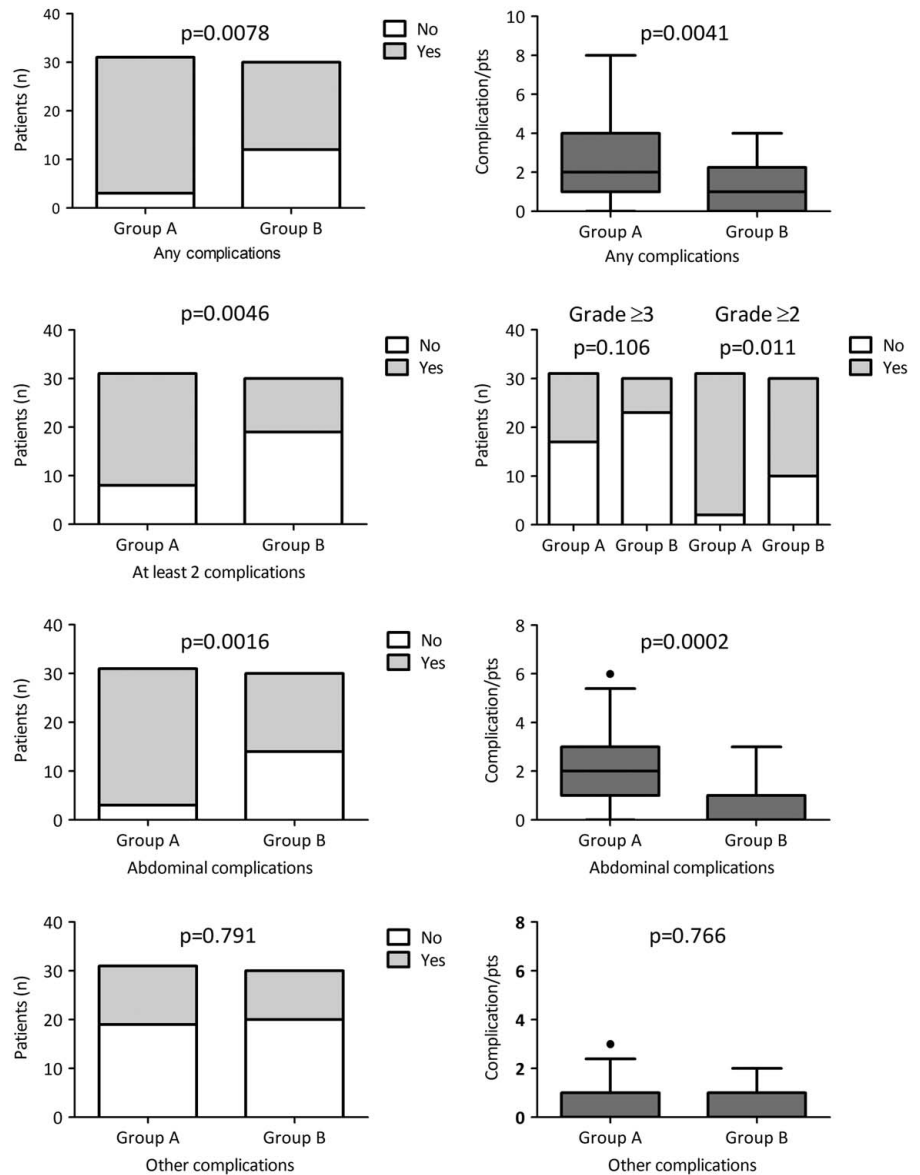 p=0.0078
No
Yes
Patients (n)
40
30
20
10
0
Group A Group B
Any complications
p=0.0041
Complication/pts
10
8
6
4
2
0
Group A Group B
Any complications
p=0.0046
No
Yes
Patients (n)
40
30
20
10
0
Group A Group B
At least 2 complications
Grade ≥3 Grade ≥2
p=0.106 p=0.011
No
Yes
Patients (n)
40
30
20
10
0
Group A Group B Group A Group B
p=0.0016
No
Yes
Patients (n)
40
30
20
10
0
Group A Group B
Abdominal complications
p=0.0002
Complication/pts
8
6
4
2
0
Group A Group B
Abdominal complications
p=0.791
No
Yes
Patients (n)
40
30
20
10
0
Group A Group B
Other complications
p=0.766
Complication/pts
8
6
4
2
0
Group A Group B
Other complications